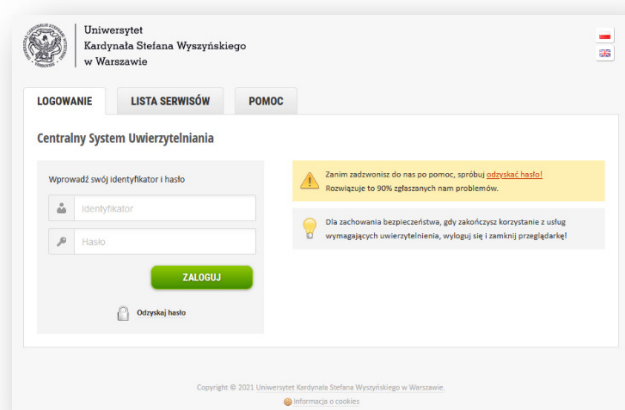 Uniwersytet
Kardynała Stefana Wyszyńskiego
w Warszawie
LOGOWANIE
LISTA SERWISÓW
POMOC
Centralny System Uwierzytelniania
Wprowadź swój identyfikator i hasło
Identyfikator
Hasło
ZALOGUJ
Odzyskaj hasło
Zanim zadzwonisz do nas po pomoc, spróbuj odzyskać hasło!
Rozwiązuje to 90% zgłaszanych nam problemów.
Dla zachowania bezpieczeństwa, gdy zakończysz korzystanie z usług
wymagających uwierzytelnienia, wyloguj się i zamknij przeglądarkę!
Copyright © 2021 Uniwersytet Kardynała Stefana Wyszyńskiego w Warszawie.
Informacja o cookies